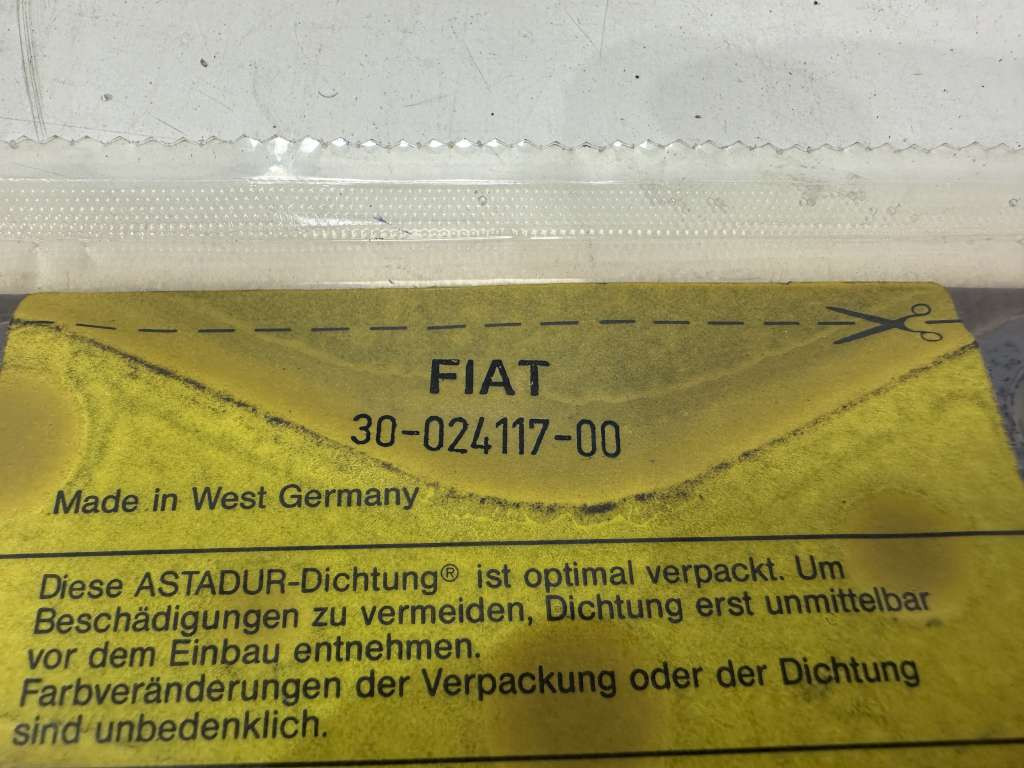 FIAT
30-024117-00
Made in West Germany
Diese ASTADUR-Dichtung® ist optimal verpackt. Um
Beschädigungen zu vermeiden, Dichtung erst unmittelbar
vor dem Einbau entnehmen.
Farbveränderungen der Verpackung oder der Dichtung
sind unbedenklich.